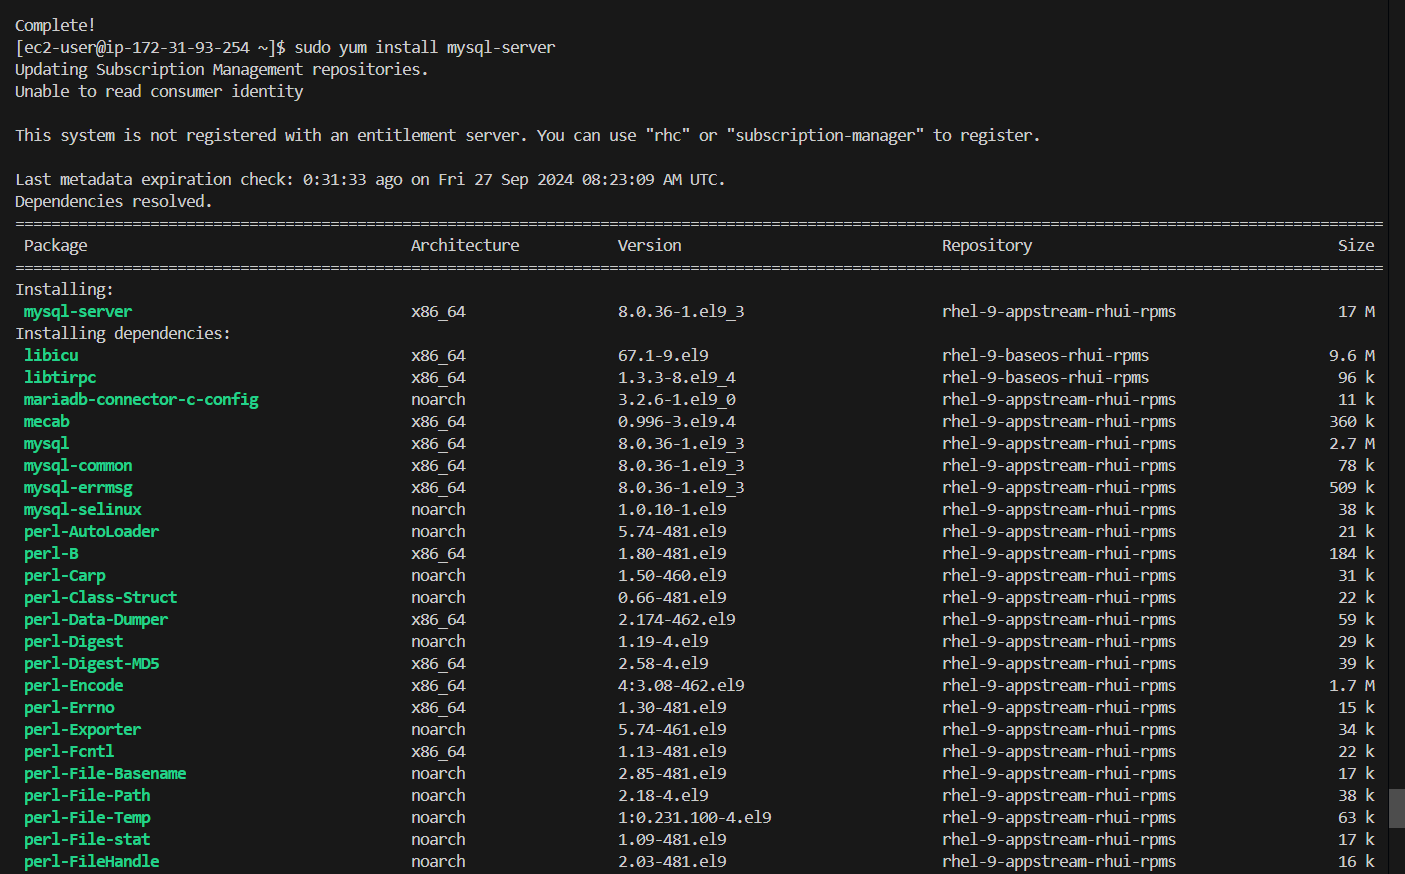 Complete!
[ec2-user@ip-172-31-93-254 ~]$ sudo yum install mysql-server
Updating Subscription Management repositories.
Unable to read consumer identity
This system is not registered with an entitlement server. You can use "rhc" or "subscription-manager" to register.
Last metadata expiration check: 0:31:33 ago on Fri 27 Sep 2024 08:23:09 AM UTC.
Dependencies resolved.
========================================================================================================================================================
Package Architecture Version Repository Size
========================================================================================================================================================
Installing:
mysql-server x86_64 8.0.36-1.el9_3 rhel-9-appstream-rhui-rpms 17 M
Installing dependencies:
libicu x86_64 67.1-9.el9 rhel-9-baseos-rhui-rpms 9.6 M
libtirpc x86_64 1.3.3-8.el9_4 rhel-9-baseos-rhui-rpms 96 k
mariadb-connector-c-config noarch 3.2.6-1.el9_0 rhel-9-appstream-rhui-rpms 11 k
mecab x86_64 0.996-3.el9.4 rhel-9-appstream-rhui-rpms 360 k
mysql x86_64 8.0.36-1.el9_3 rhel-9-appstream-rhui-rpms 2.7 M
mysql-common x86_64 8.0.36-1.el9_3 rhel-9-appstream-rhui-rpms 78 k
mysql-errmsg x86_64 8.0.36-1.el9_3 rhel-9-appstream-rhui-rpms 509 k
mysql-selinux noarch 1.0.10-1.el9 rhel-9-appstream-rhui-rpms 38 k
perl-AutoLoader noarch 5.74-481.el9 rhel-9-appstream-rhui-rpms 21 k
perl-B x86_64 1.80-481.el9 rhel-9-appstream-rhui-rpms 184 k
perl-Carp noarch 1.50-460.el9 rhel-9-appstream-rhui-rpms 31 k
perl-Class-Struct noarch 0.66-481.el9 rhel-9-appstream-rhui-rpms 22 k
perl-Data-Dumper x86_64 2.174-462.el9 rhel-9-appstream-rhui-rpms 59 k
perl-Digest noarch 1.19-4.el9 rhel-9-appstream-rhui-rpms 29 k
perl-Digest-MD5 x86_64 2.58-4.el9 rhel-9-appstream-rhui-rpms 39 k
perl-Encode x86_64 4:3.08-462.el9 rhel-9-appstream-rhui-rpms 1.7 M
perl-Errno x86_64 1.30-481.el9 rhel-9-appstream-rhui-rpms 15 k
perl-Exporter noarch 5.74-461.el9 rhel-9-appstream-rhui-rpms 34 k
perl-Fcntl x86_64 1.13-481.el9 rhel-9-appstream-rhui-rpms 22 k
perl-File-Basename noarch 2.85-481.el9 rhel-9-appstream-rhui-rpms 17 k
perl-File-Path noarch 2.18-4.el9 rhel-9-appstream-rhui-rpms 38 k
perl-File-Temp noarch 1:0.231.100-4.el9 rhel-9-appstream-rhui-rpms 63 k
perl-File-stat noarch 1.09-481.el9 rhel-9-appstream-rhui-rpms 17 k
perl-FileHandle noarch 2.03-481.el9 rhel-9-appstream-rhui-rpms 16 k